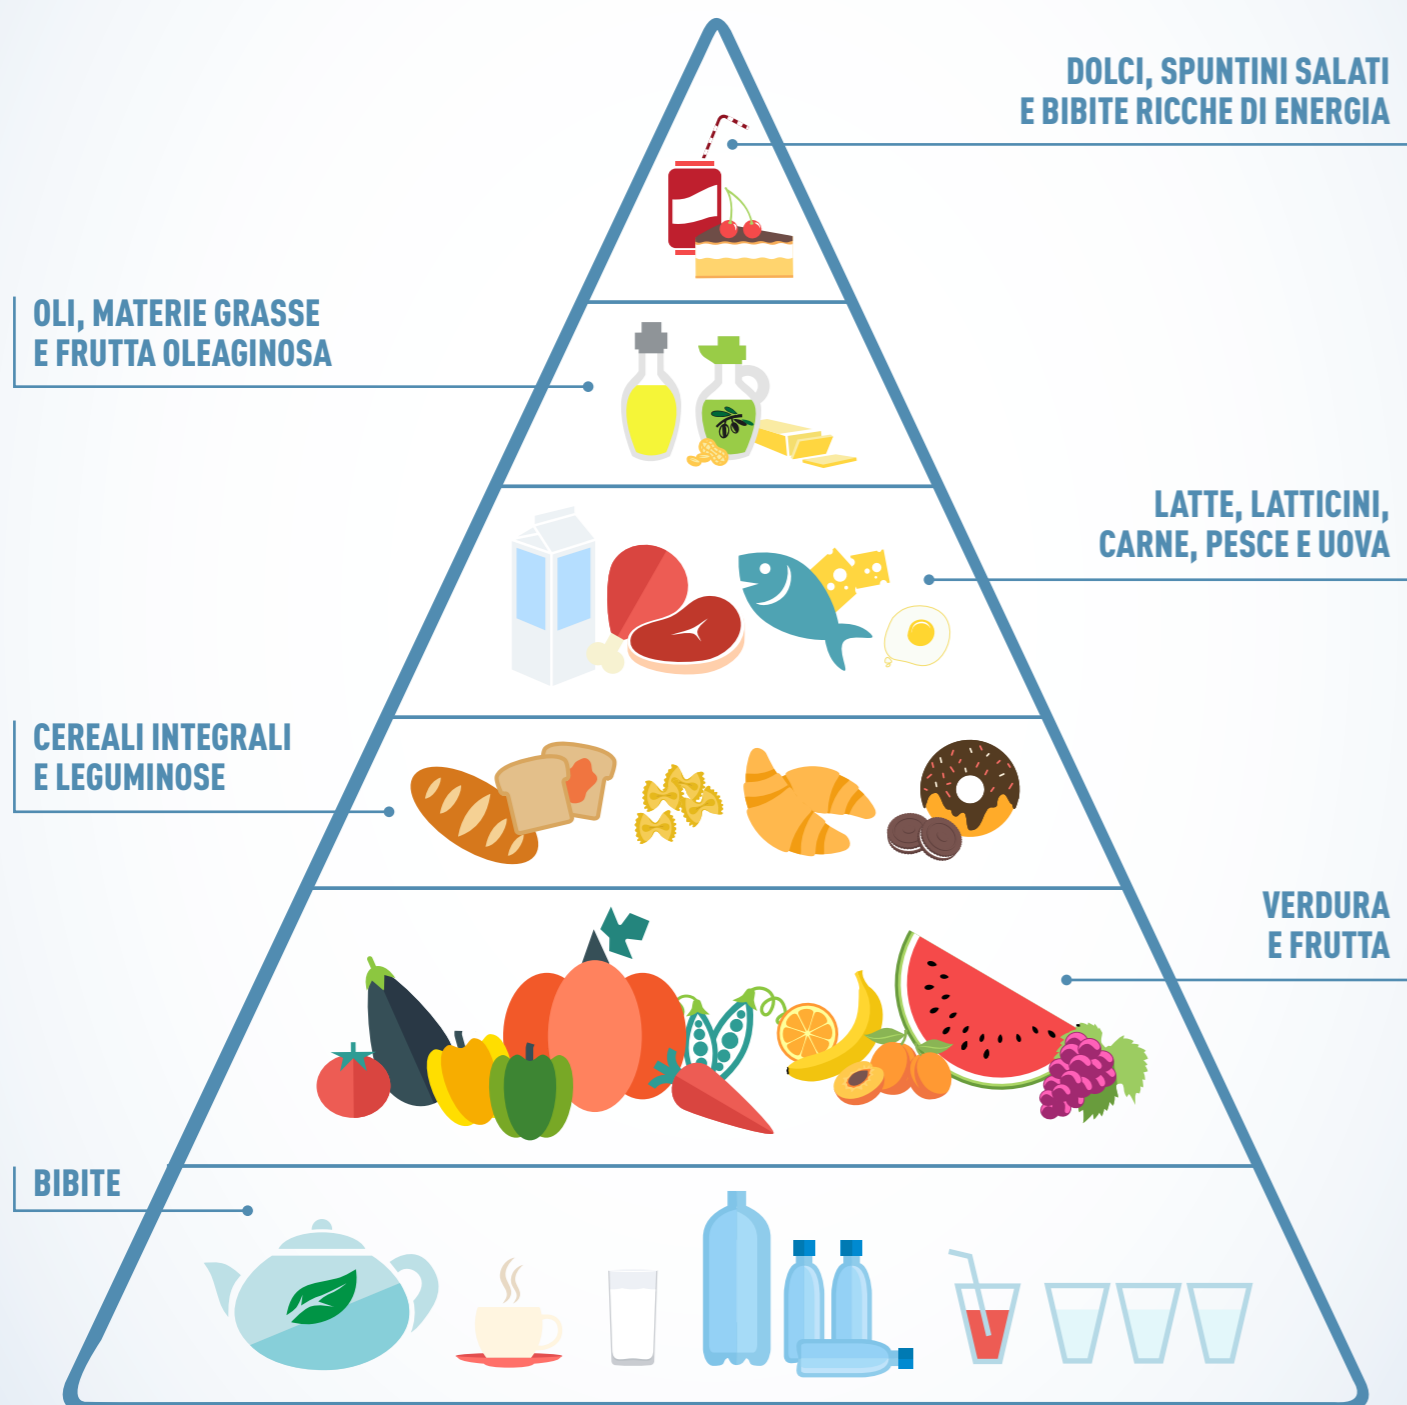 DOLCI, SPUNTINI SALATI
E BIBITE RICCHE DI ENERGIA
OLI, MATERIE GRASSE
E FRUTTA OLEAGINOSA
LATTE, LATTICINI,
CARNE, PESCE E UOVA
CEREALI INTEGRALI
E LEGUMINOSE
VERDURA
E FRUTTA
BIBITE